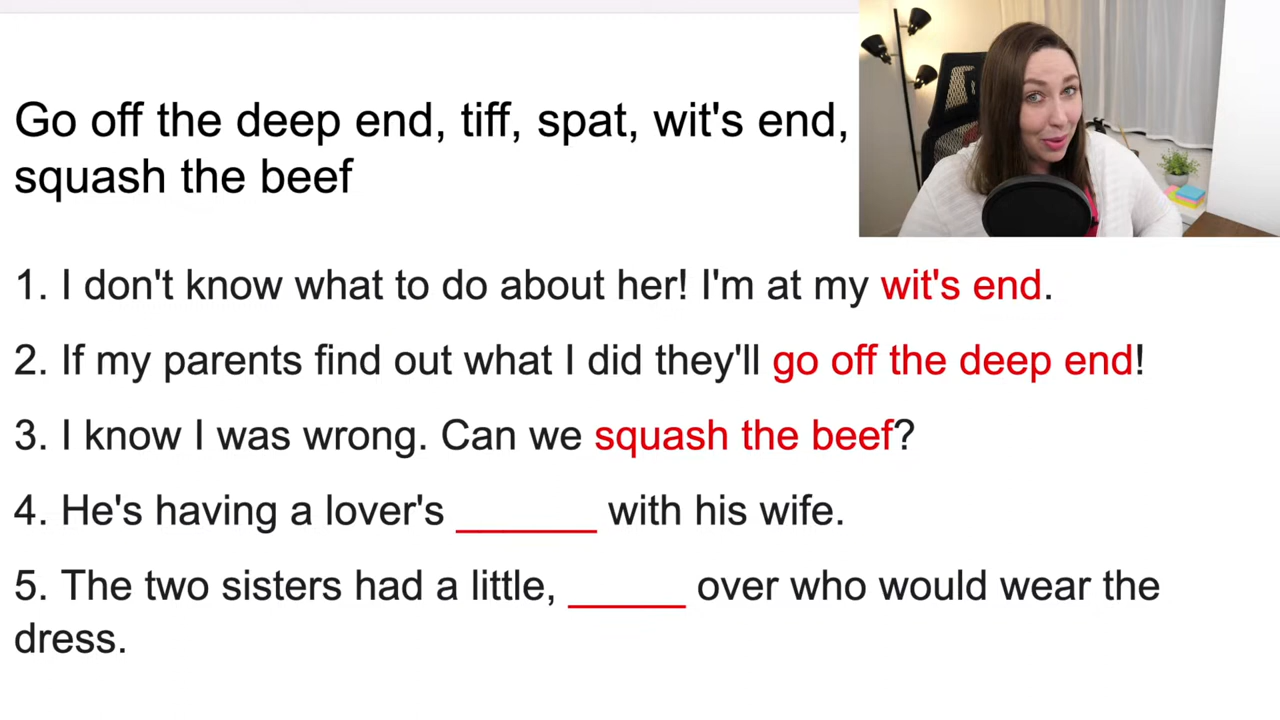 Go off the deep end, tiff, spat, wit's end,
squash the beef
1. I don't know what to do about her! I'm at my wit's end.
2. If my parents find out what I did they'll go off the deep end!
3. I know I was wrong. Can we squash the beef?
4. He's having a lover's ______ with his wife.
5. The two sisters had a little, _____ over who would wear the
dress.